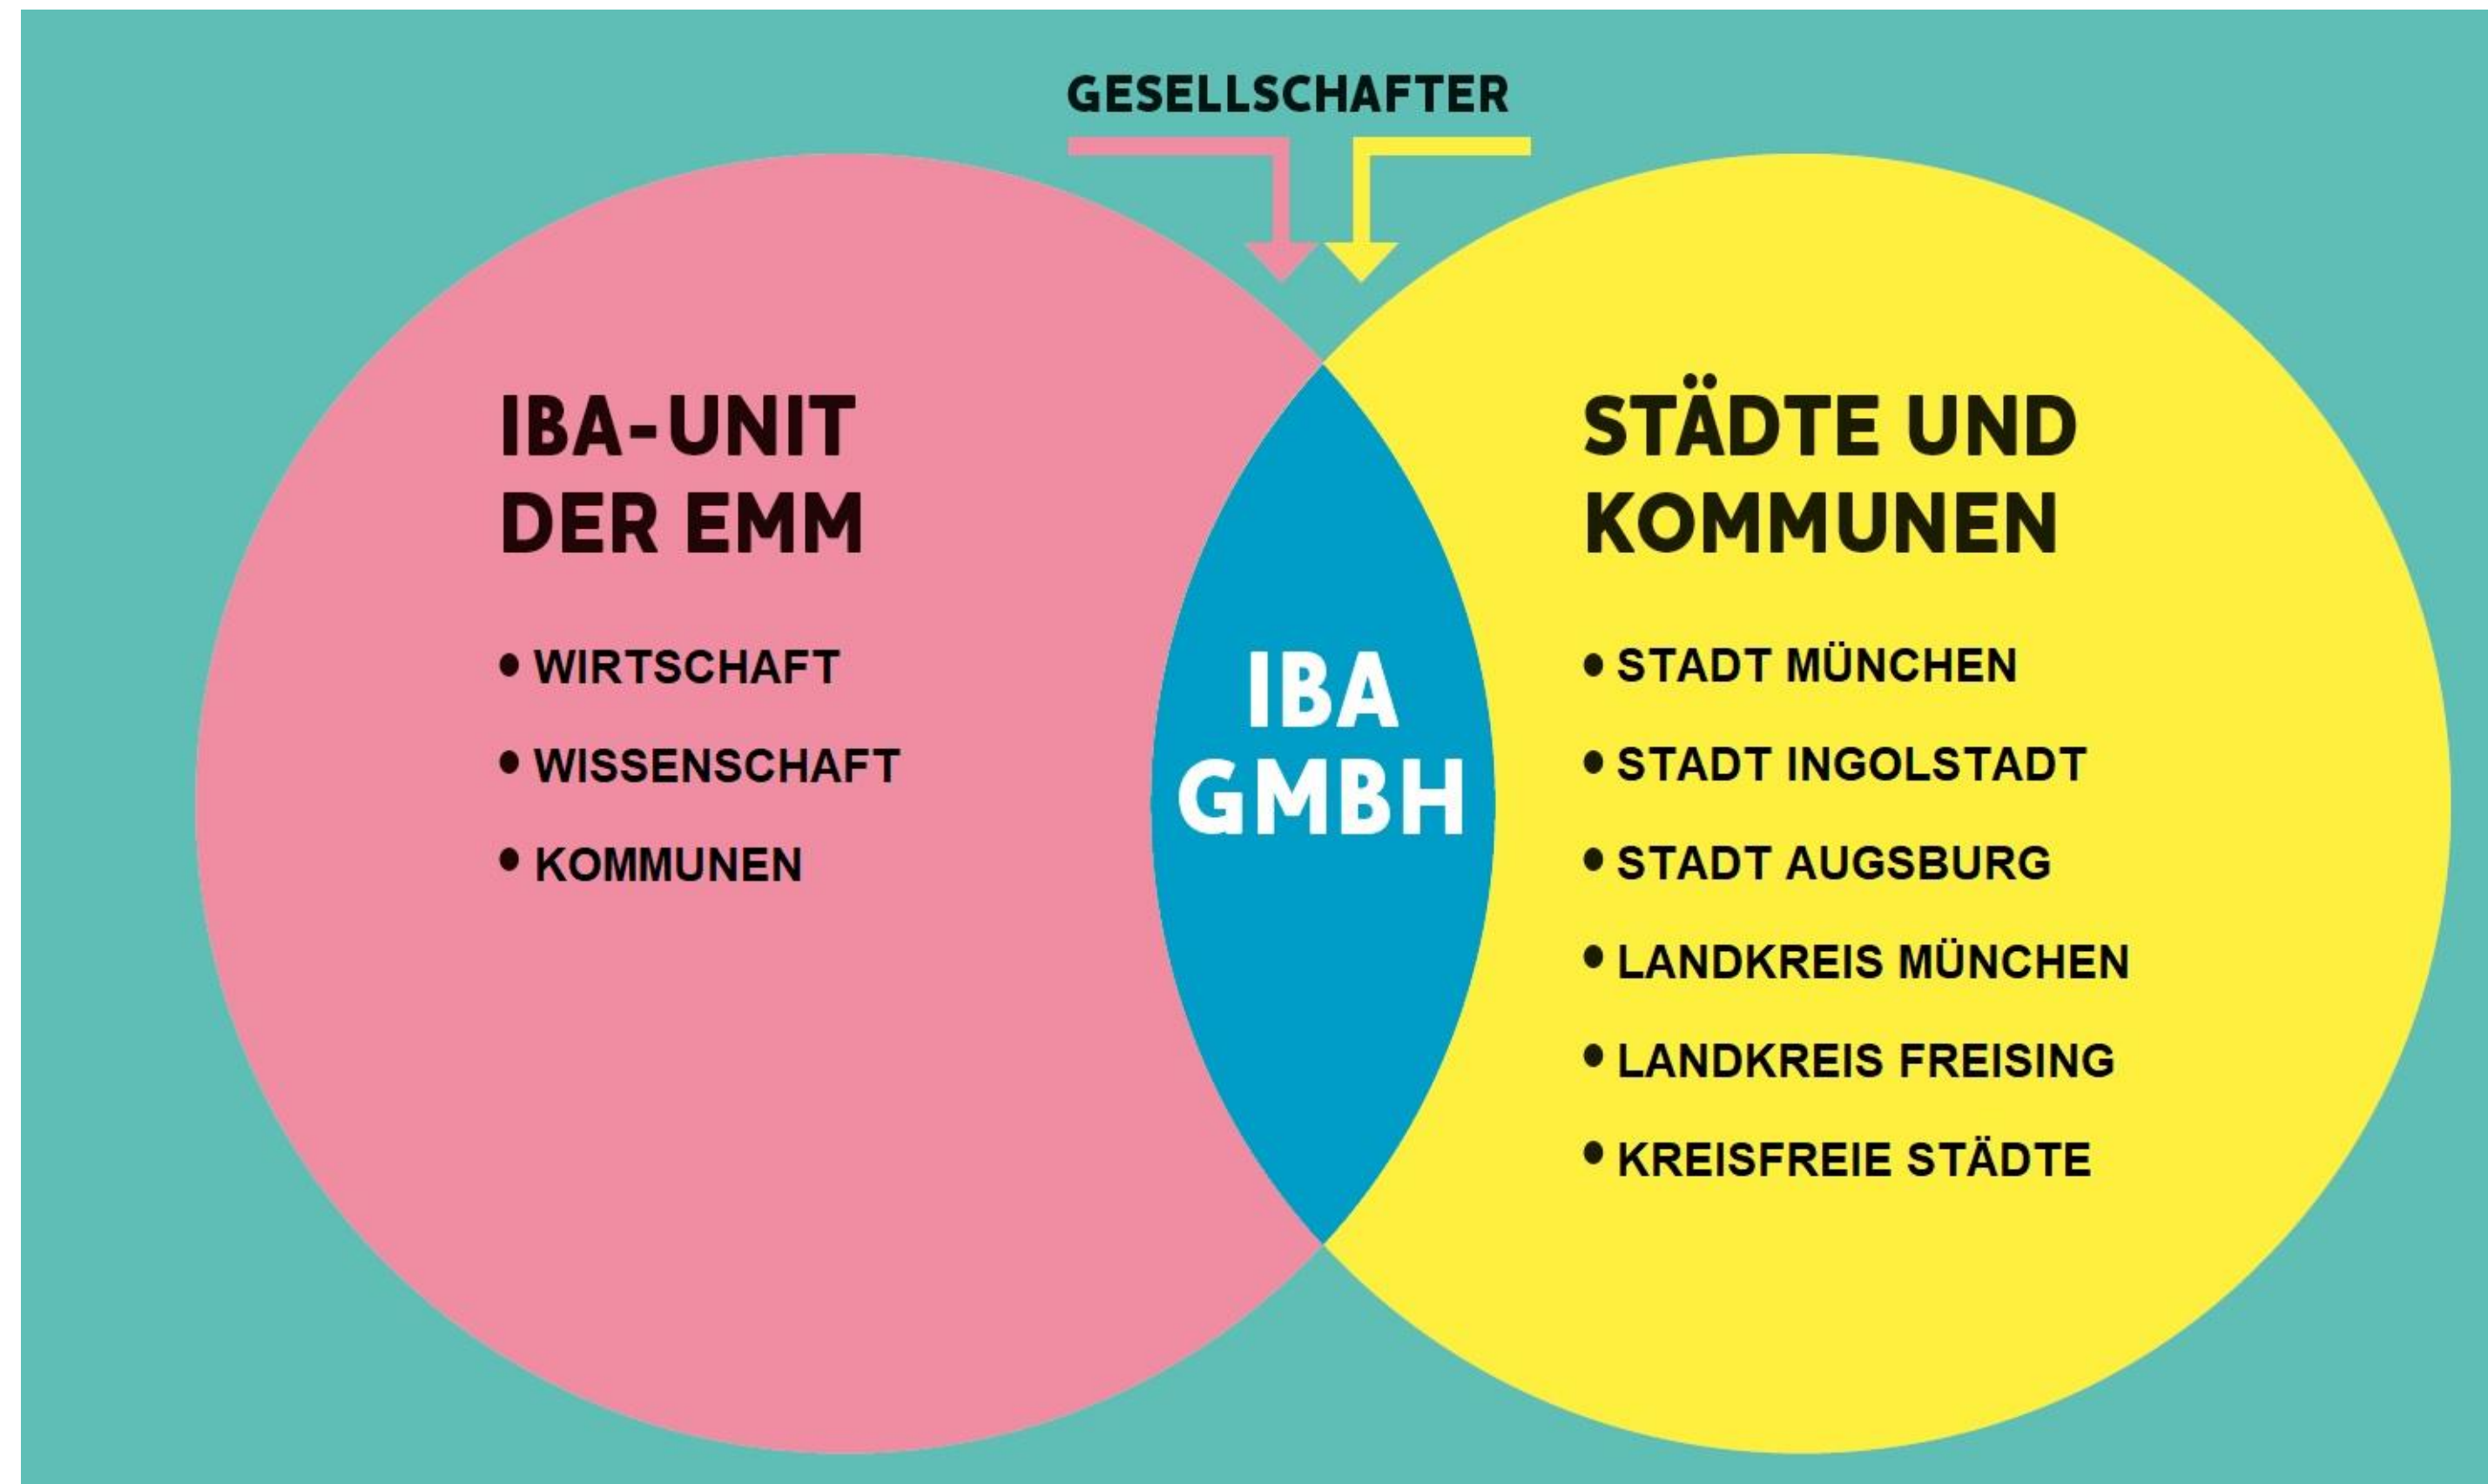 GESELLSCHAFTER
IBA-UNIT
DER EMM
• WIRTSCHAFT
• WISSENSCHAFT
• KOMMUNEN
IBA
GMBH
STÄDTE UND
KOMMUNEN
• STADT MÜNCHEN
• STADT INGOLSTADT
• STADT AUGSBURG
• LANDKREIS MÜNCHEN
• LANDKREIS FREISING
• KREISFREIE STÄDTE